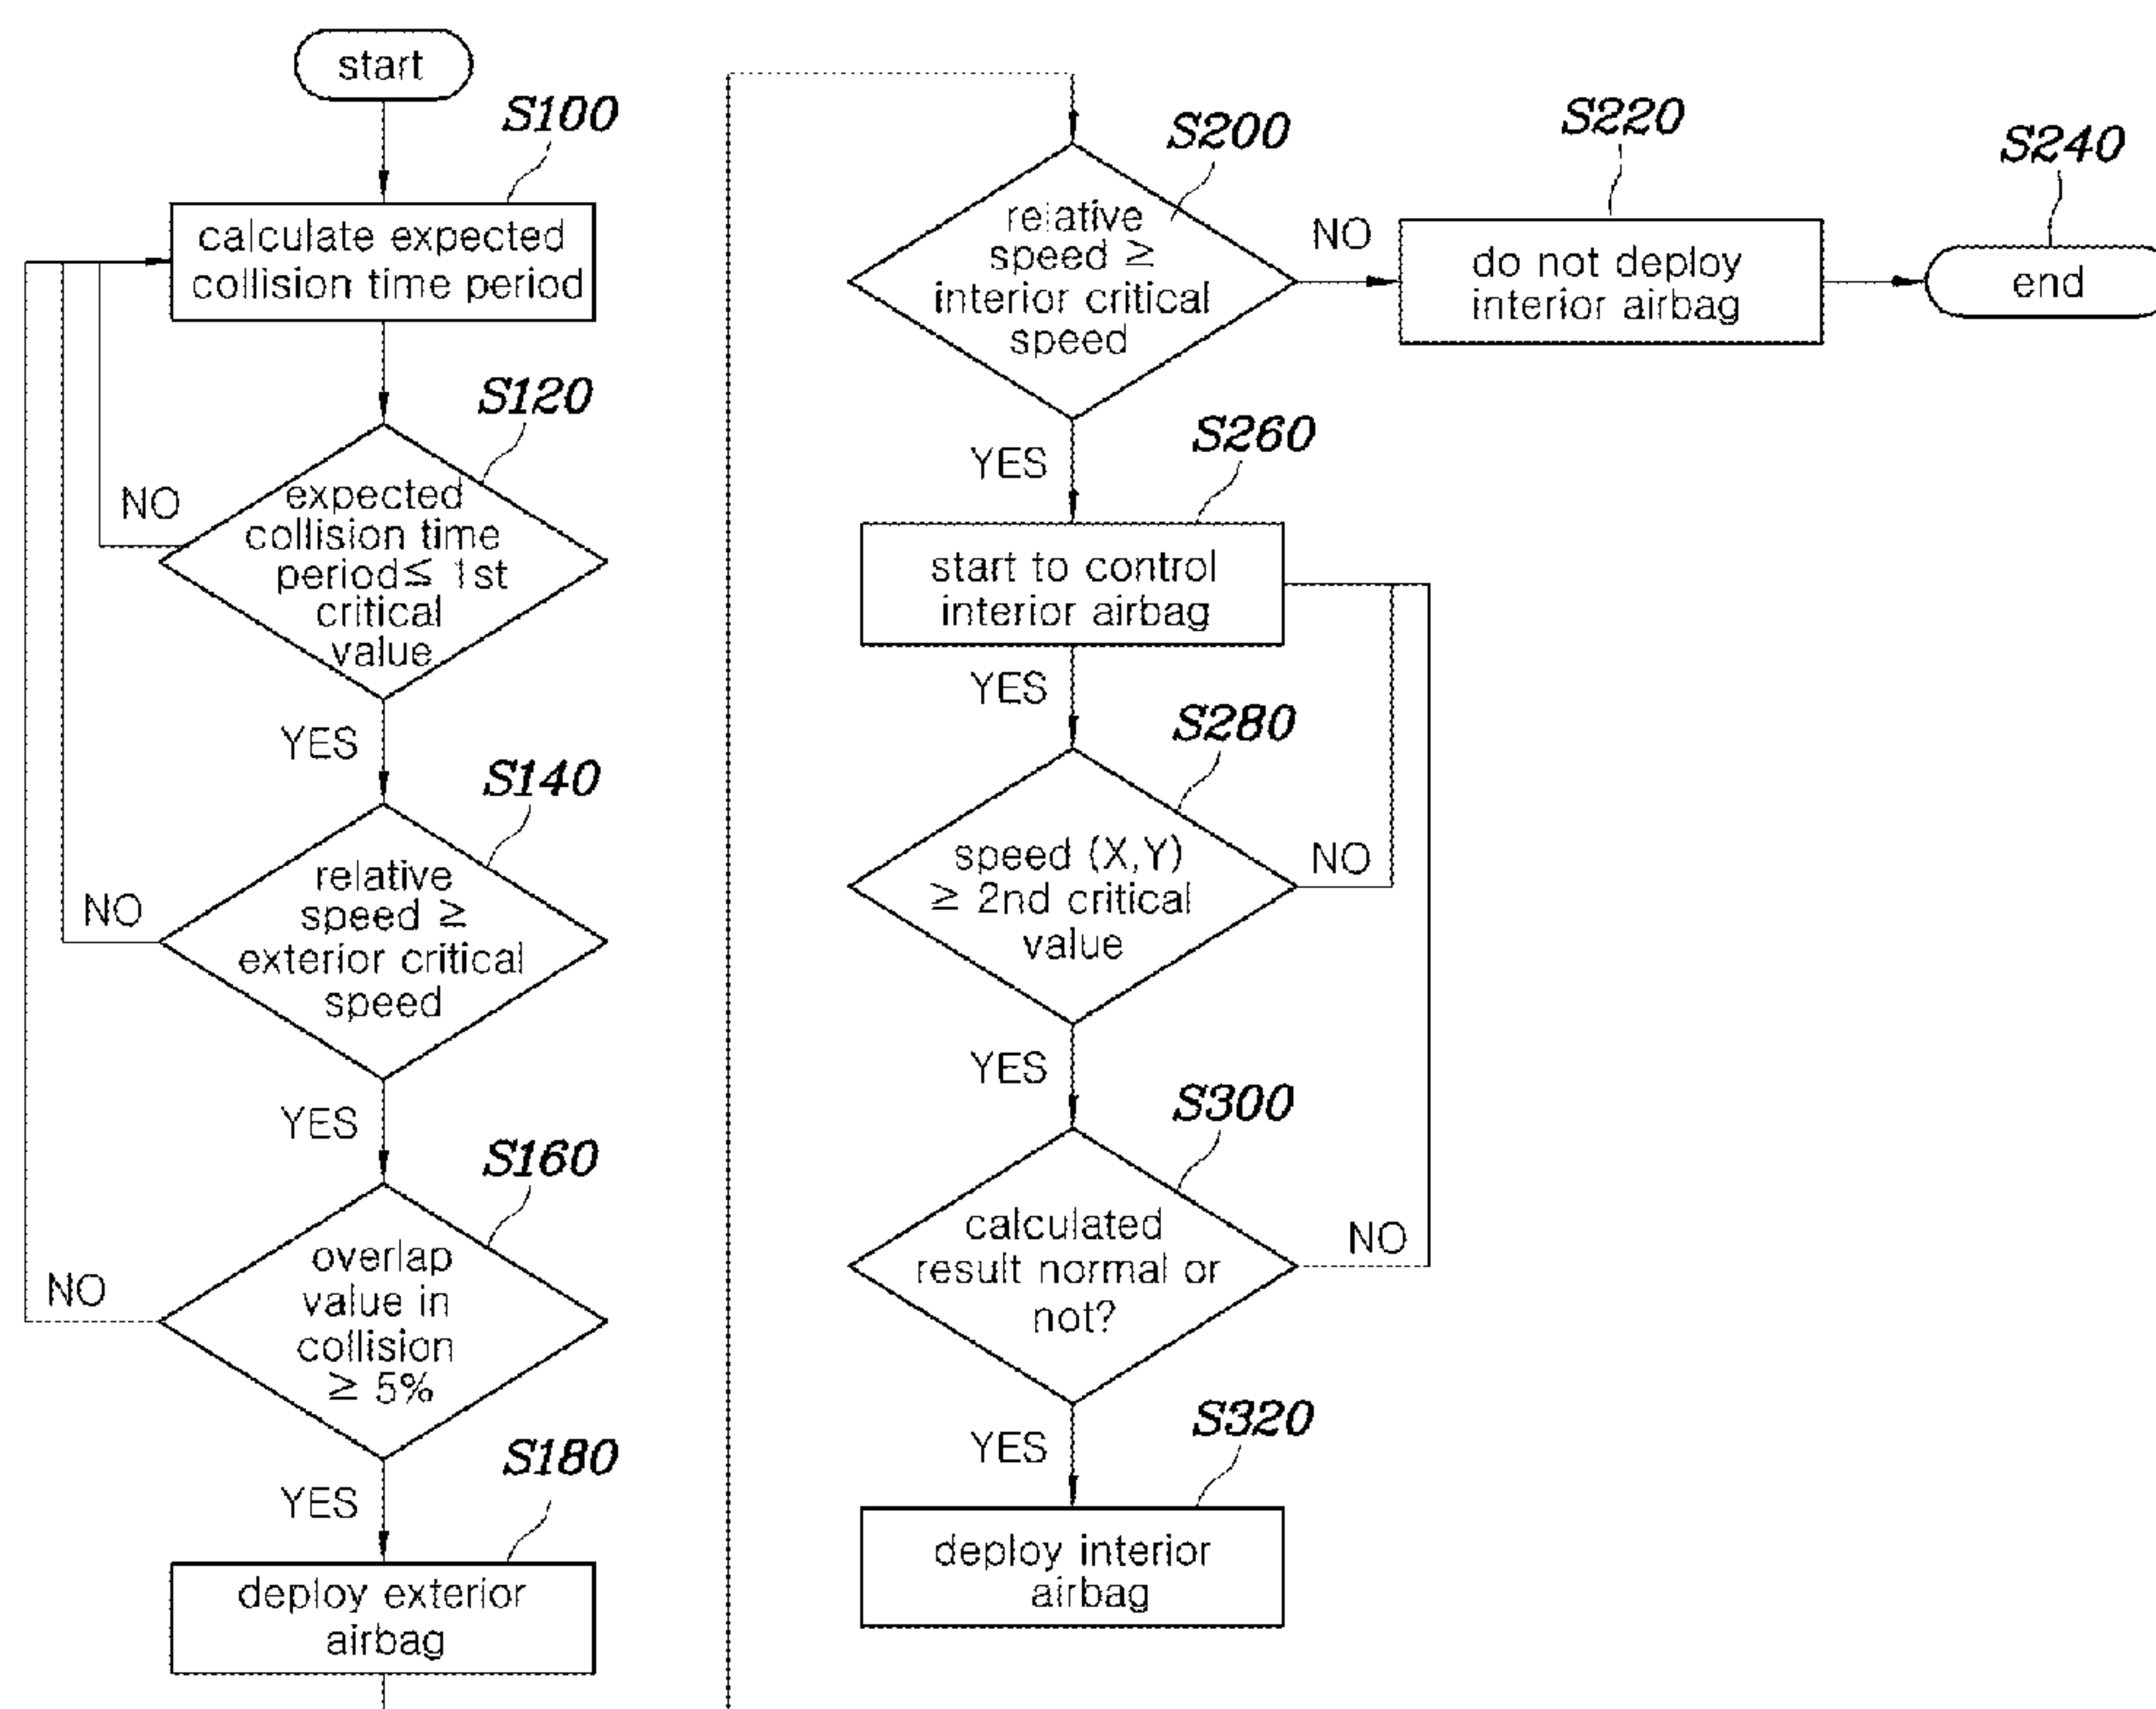 start
S100
calculate expected
collision time period
S120
NO
expected
collision time
period≤ 1st
critical
value
YES
S140
relative
speed ≥
exterior critical
speed
NO
YES
S160
overlap
value in
collision
≥ 5%
NO
YES
S180
deploy exterior
airbag
S200
relative
speed ≥
interior critical
speed
NO
S220
do not deploy
interior airbag
S240
end
YES
S260
start to control
interior airbag
YES
S280
speed (X,Y)
≥ 2nd critical
value
NO
YES
S300
calculated
result normal or
not?
NO
YES
S320
deploy interior
airbag